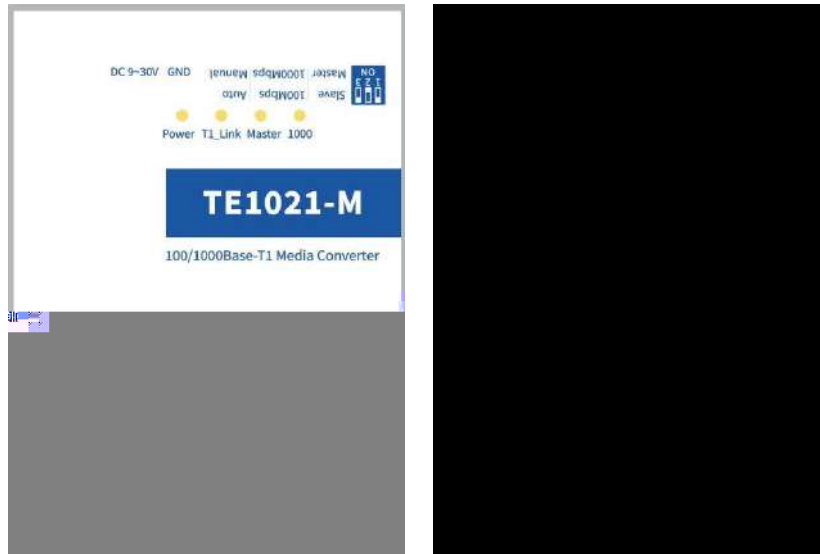 DC 9~30V GND Manual 1000Mbps Master ON
1 2 3
Auto 100Mbps Slave
Power T1_Link Master 1000
TE1021-M
100/1000Base-T1 Media Converter